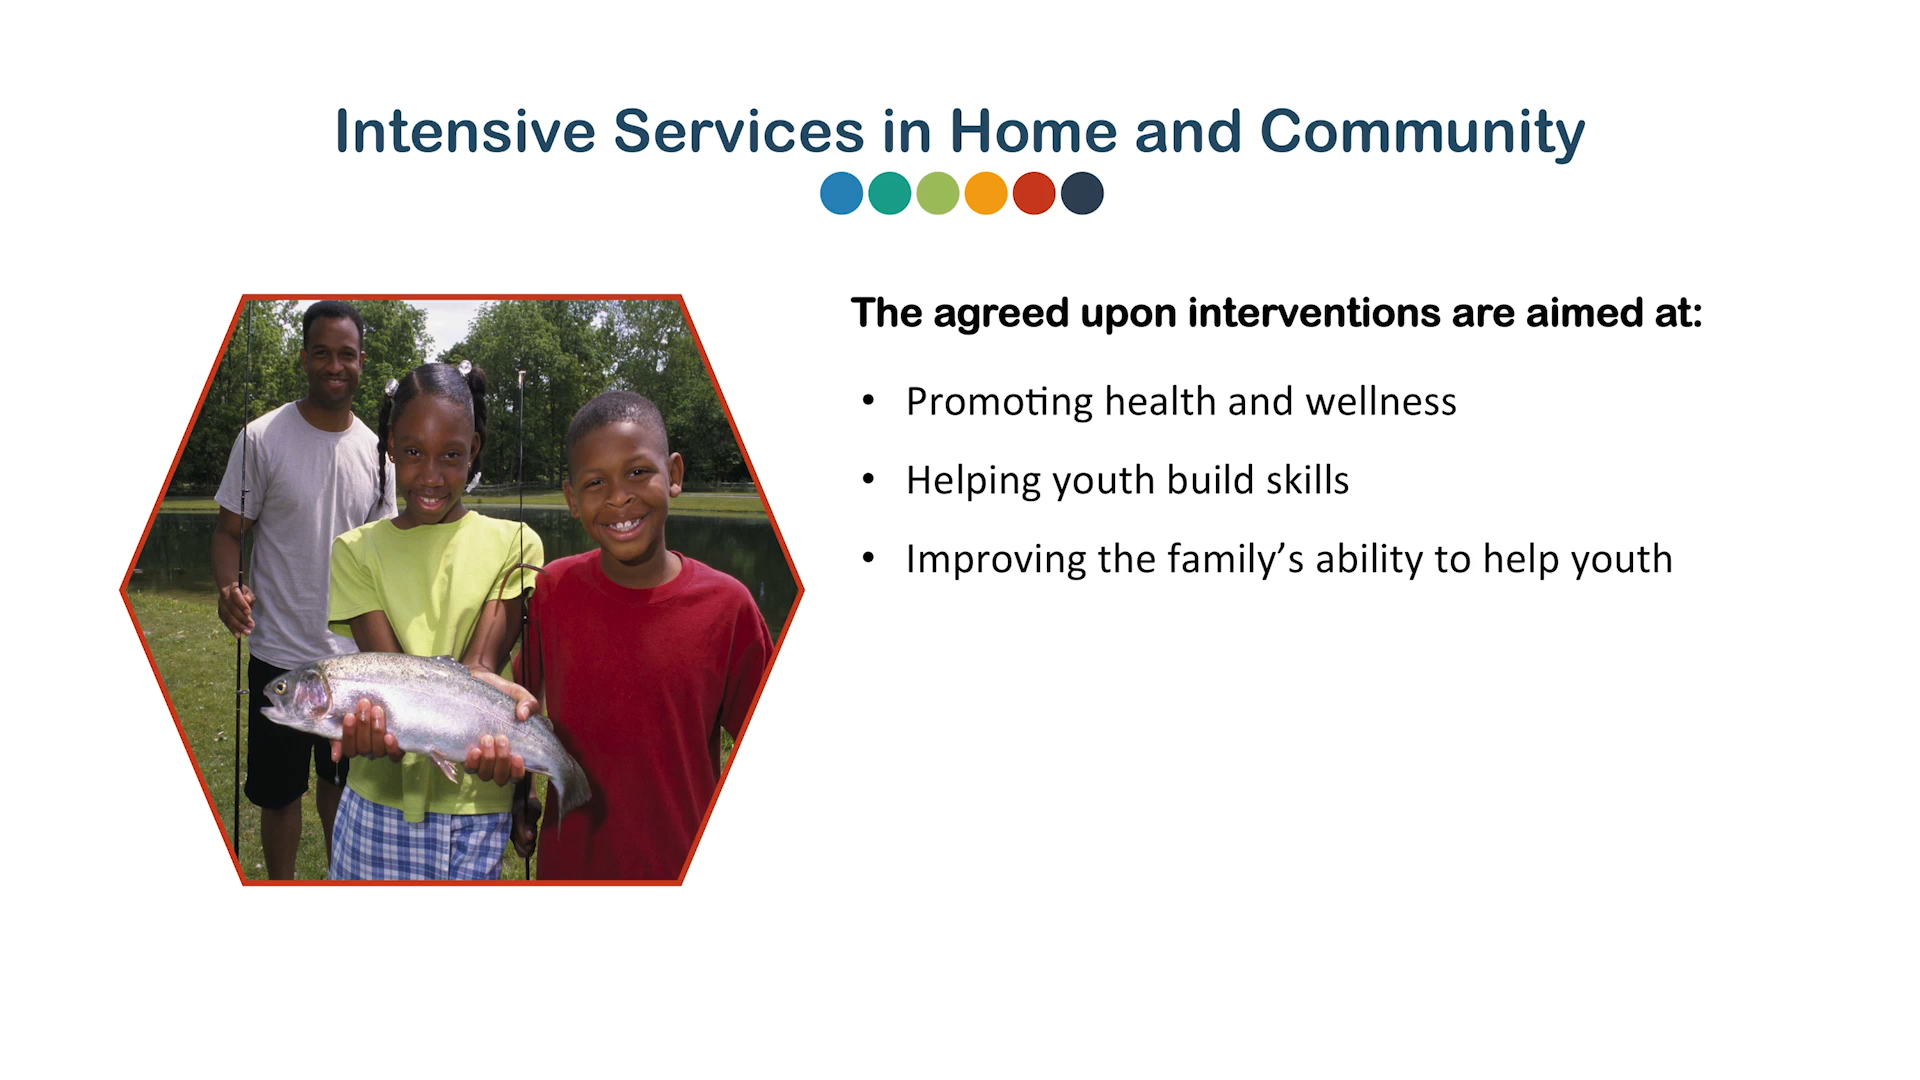 Intensive Services in Home and Community
The agreed upon interventions are aimed at:
• Promoting health and wellness
• Helping youth build skills
• Improving the family’s ability to help youth